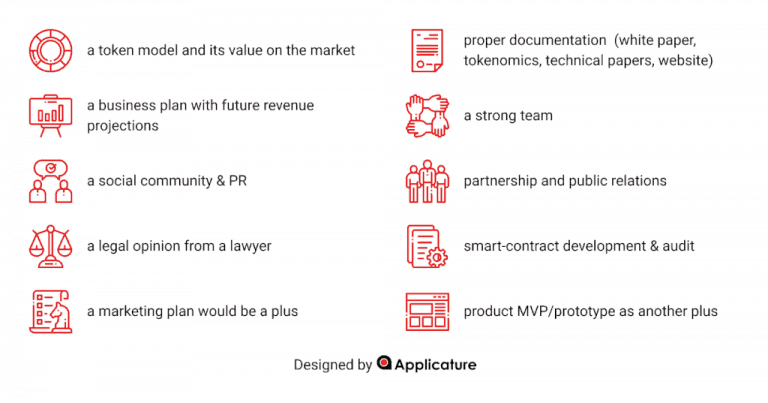 a token model and its value on the market
a business plan with future revenue
projections
a social community & PR
a legal opinion from a lawyer
a marketing plan would be a plus
proper documentation (white paper,
tokenomics, technical papers, website)
a strong team
partnership and public relations
smart-contract development & audit
product MVP/prototype as another plus
Designed by Applicature